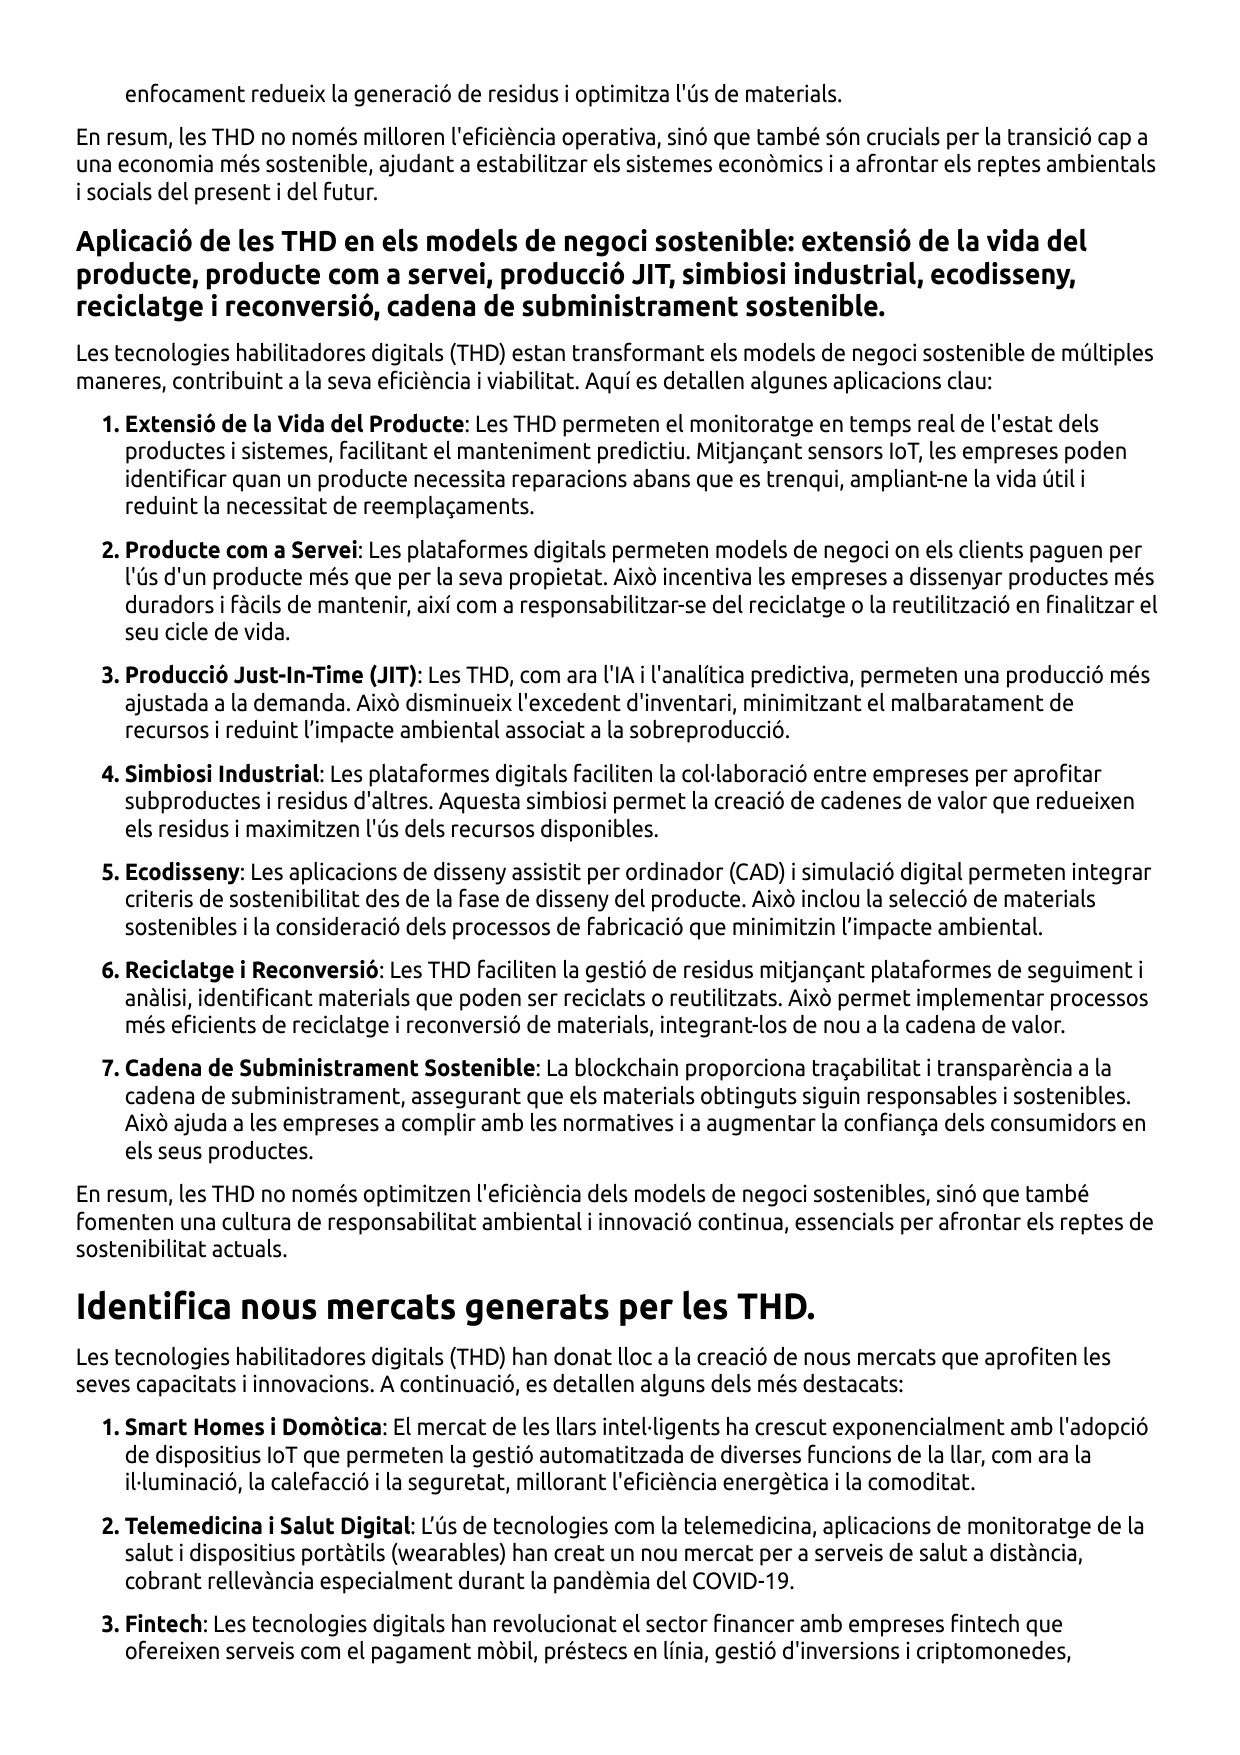 enfocament redueix la generació de residus i optimitza l'ús de materials.
En resum, les THD no només milloren l'eficiència operativa, sinó que també són crucials per la transició cap a
una economia més sostenible, ajudant a estabilitzar els sistemes econòmics i a afrontar els reptes ambientals
i socials del present i del futur.
Aplicació de les THD en els models de negoci sostenible: extensió de la vida del
producte, producte com a servei, producció JIT, simbiosi industrial, ecodisseny,
reciclatge i reconversió, cadena de subministrament sostenible.
Les tecnologies habilitadores digitals (THD) estan transformant els models de negoci sostenible de múltiples
maneres, contribuint a la seva eficiència i viabilitat. Aquí es detallen algunes aplicacions clau:
1. Extensió de la Vida del Producte: Les THD permeten el monitoratge en temps real de l'estat dels
productes i sistemes, facilitant el manteniment predictiu. Mitjançant sensors IoT, les empreses poden
identificar quan un producte necessita reparacions abans que es trenqui, ampliant-ne la vida útil i
reduint la necessitat de reemplaçaments.
2. Producte com a Servei: Les plataformes digitals permeten models de negoci on els clients paguen per
l'ús d'un producte més que per la seva propietat. Això incentiva les empreses a dissenyar productes més
duradors i fàcils de mantenir, així com a responsabilitzar-se del reciclatge o la reutilització en finalitzar el
seu cicle de vida.
3. Producció Just-In-Time (JIT): Les THD, com ara l'IA i l'analítica predictiva, permeten una producció més
ajustada a la demanda. Això disminueix l'excedent d'inventari, minimitzant el malbaratament de
recursos i reduint l’impacte ambiental associat a la sobreproducció.
4. Simbiosi Industrial: Les plataformes digitals faciliten la col·laboració entre empreses per aprofitar
subproductes i residus d'altres. Aquesta simbiosi permet la creació de cadenes de valor que redueixen
els residus i maximitzen l'ús dels recursos disponibles.
5. Ecodisseny: Les aplicacions de disseny assistit per ordinador (CAD) i simulació digital permeten integrar
criteris de sostenibilitat des de la fase de disseny del producte. Això inclou la selecció de materials
sostenibles i la consideració dels processos de fabricació que minimitzin l’impacte ambiental.
6. Reciclatge i Reconversió: Les THD faciliten la gestió de residus mitjançant plataformes de seguiment i
anàlisi, identificant materials que poden ser reciclats o reutilitzats. Això permet implementar processos
més eficients de reciclatge i reconversió de materials, integrant-los de nou a la cadena de valor.
7. Cadena de Subministrament Sostenible: La blockchain proporciona traçabilitat i transparència a la
cadena de subministrament, assegurant que els materials obtinguts siguin responsables i sostenibles.
Això ajuda a les empreses a complir amb les normatives i a augmentar la confiança dels consumidors en
els seus productes.
En resum, les THD no només optimitzen l'eficiència dels models de negoci sostenibles, sinó que també
fomenten una cultura de responsabilitat ambiental i innovació continua, essencials per afrontar els reptes de
sostenibilitat actuals.
Identifica nous mercats generats per les THD.
Les tecnologies habilitadores digitals (THD) han donat lloc a la creació de nous mercats que aprofiten les
seves capacitats i innovacions. A continuació, es detallen alguns dels més destacats:
1. Smart Homes i Domòtica: El mercat de les llars intel·ligents ha crescut exponencialment amb l'adopció
de dispositius IoT que permeten la gestió automatitzada de diverses funcions de la llar, com ara la
il·luminació, la calefacció i la seguretat, millorant l'eficiència energètica i la comoditat.
2. Telemedicina i Salut Digital: L’ús de tecnologies com la telemedicina, aplicacions de monitoratge de la
salut i dispositius portàtils (wearables) han creat un nou mercat per a serveis de salut a distància,
cobrant rellevància especialment durant la pandèmia del COVID-19.
3. Fintech: Les tecnologies digitals han revolucionat el sector financer amb empreses fintech que
ofereixen serveis com el pagament mòbil, préstecs en línia, gestió d'inversions i criptomonedes,